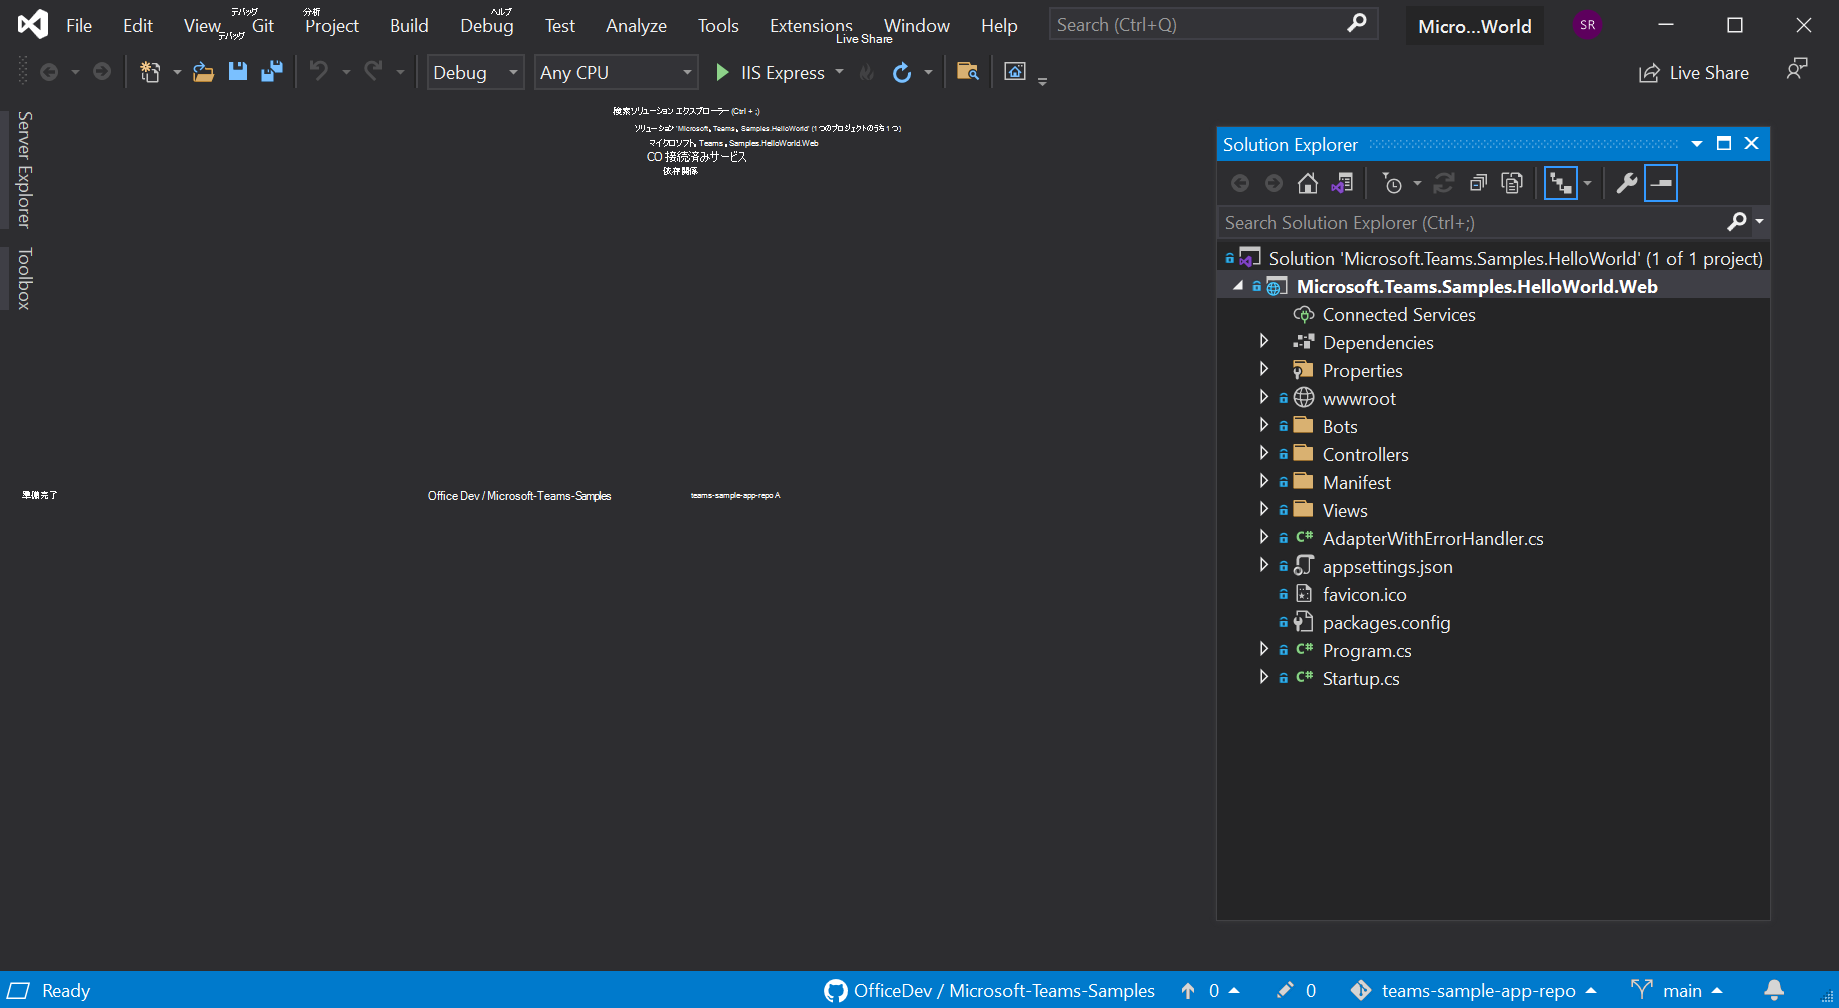 デバッグ 分析 ヘルプ
File Edit View Git Project Build Debug Test Analyze Tools Extensions Window Help Search (Ctrl+Q) Micro...World SR
デバッグ Live Share
Debug Any CPU IIS Express Live Share
Server Explorer
Toolbox
検索ソリューション エクスプローラー (Ctrl + ;)
ソリューション 'Microsoft。Teams。Samples.HelloWorld' (1 つのプロジェクトのうち 1 つ)
マイクロソフト。Teams。Samples.HelloWorld.Web
CO 接続済みサービス
依存関係
Solution Explorer
Search Solution Explorer (Ctrl+;)
Solution 'Microsoft.Teams.Samples.HelloWorld' (1 of 1 project)
Microsoft.Teams.Samples.HelloWorld.Web
Connected Services
Dependencies
Properties
wwwroot
Bots
Controllers
Manifest
Views
C# AdapterWithErrorHandler.cs
appsettings.json
favicon.ico
packages.config
C# Program.cs
C# Startup.cs
準備完了 Office Dev / Microsoft-Teams-Samples teams-sample-app-repo A
Ready OfficeDev / Microsoft-Teams-Samples 0 0 teams-sample-app-repo main